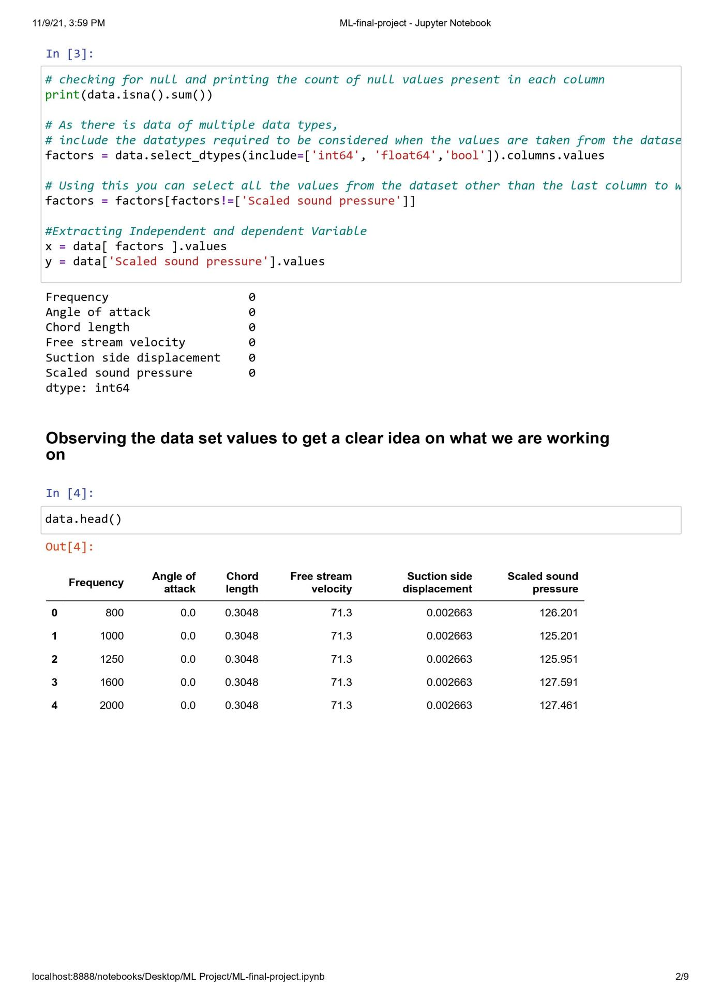 11/9/21, 3:59 PM ML-final-project - Jupyter Notebook
In [3]:
# checking for null and printing the count of null values present in each column
print(data.isna().sum())
# As there is data of multiple data types,
# include the datatypes required to be considered when the values are taken from the datase
factors = data.select_dtypes(include=['int64', 'float64','bool']).columns.values
# Using this you can select all the values from the dataset other than the last column to w
factors = factors[factors!=['Scaled sound pressure']]
#Extracting Independent and dependent Variable
x = data[ factors ].values
y = data['Scaled sound pressure'].values
Frequency 0
Angle of attack 0
Chord length 0
Free stream velocity 0
Suction side displacement 0
Scaled sound pressure 0
dtype: int64
Observing the data set values to get a clear idea on what we are working
on
In [4]:
data.head()
Out[4]:
Frequency Angle of attack Chord length Free stream velocity Suction side displacement Scaled sound pressure
0 800 0.0 0.3048 71.3 0.002663 126.201
1 1000 0.0 0.3048 71.3 0.002663 125.201
2 1250 0.0 0.3048 71.3 0.002663 125.951
3 1600 0.0 0.3048 71.3 0.002663 127.591
4 2000 0.0 0.3048 71.3 0.002663 127.461
localhost:8888/notebooks/Desktop/ML Project/ML-final-project.ipynb 2/9